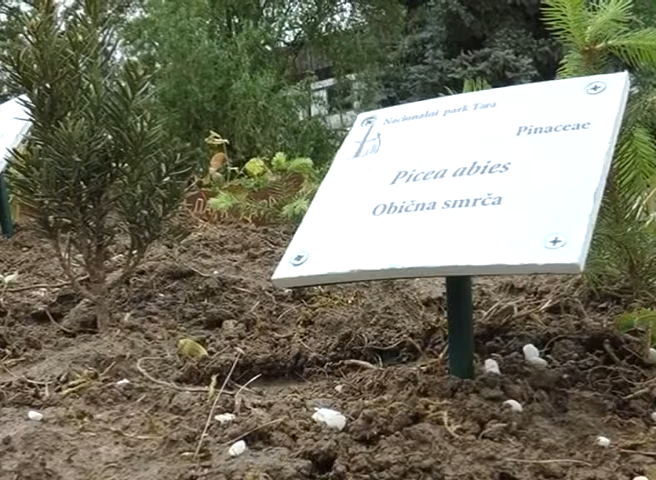 Nacionalni park Tara
Pinaceae
Picea abies
Obična smrča